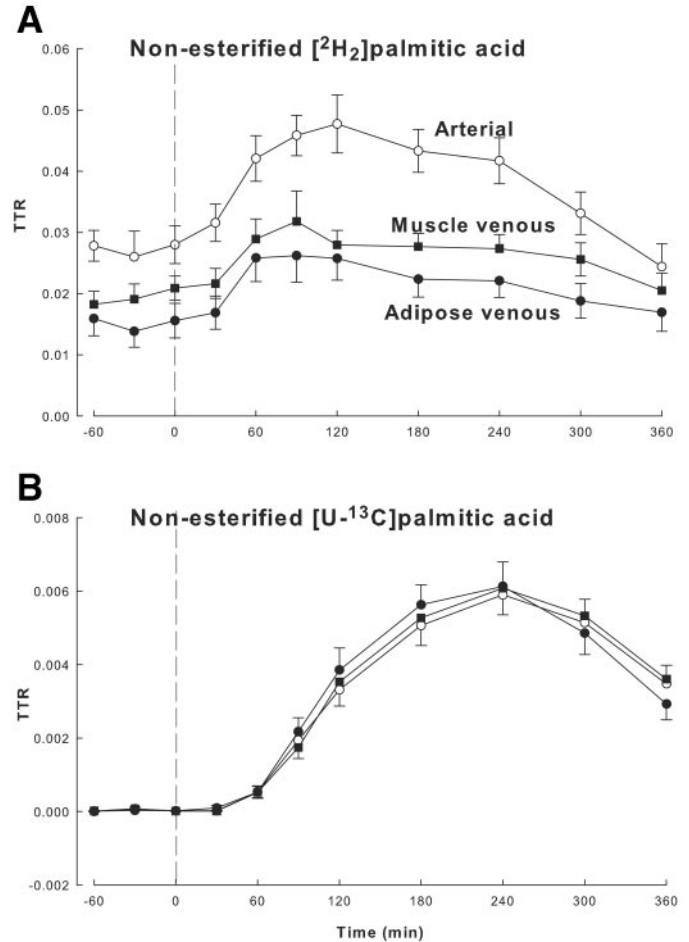 A
Non-esterified [²H₂]palmitic acid
0.06
0.05
0.04
0.03
0.02
0.01
0.00
TTR
Arterial
Muscle venous
Adipose venous
-60 0 60 120 180 240 300 360
B
Non-esterified [U-¹³C]palmitic acid
0.008
0.006
0.004
0.002
0.000
-0.002
TTR
-60 0 60 120 180 240 300 360
Time (min)